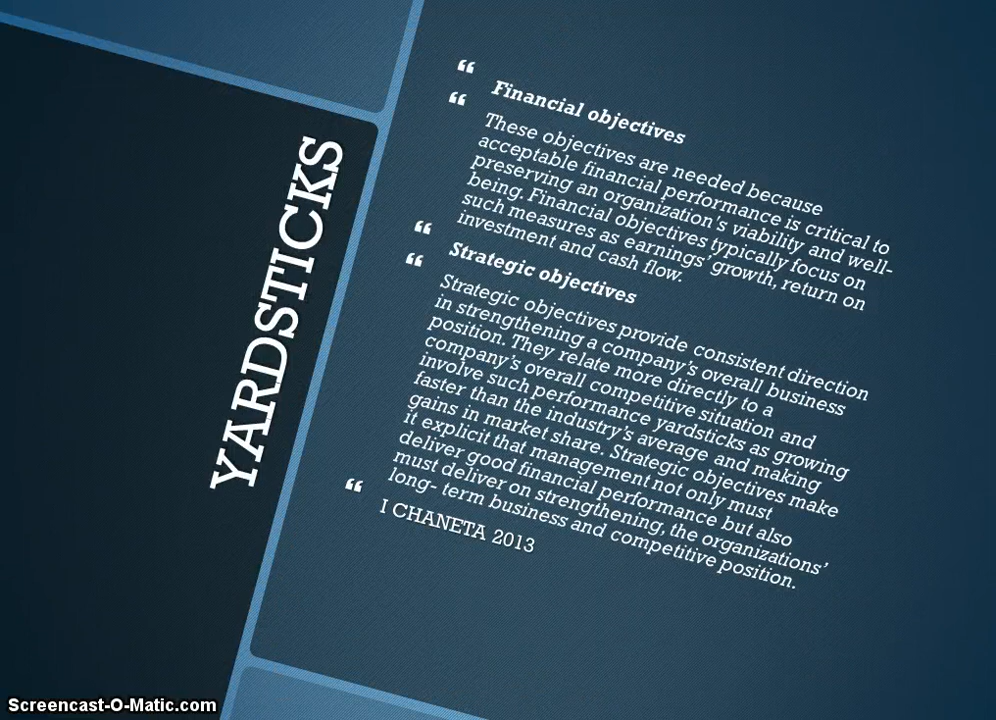 YARDSTICKS
“ Financial objectives
“ These objectives are needed because
acceptable financial performance is critical to
preserving an organization's viability and well-
being. Financial objectives typically focus on
such measures as earnings’ growth, return on
investment and cash flow.
“ Strategic objectives
“ Strategic objectives provide consistent direction
in strengthening a company’s overall business
position. They relate more directly to a
company’s overall competitive situation and
involve such performance yardsticks as growing
faster than the industry’s average and making
gains in market share. Strategic objectives make
it explicit that management not only must
deliver good financial performance but also
must deliver on strengthening, the organizations’
long- term business and competitive position.
“ I CHANETA 2013
Screencast-O-Matic.com